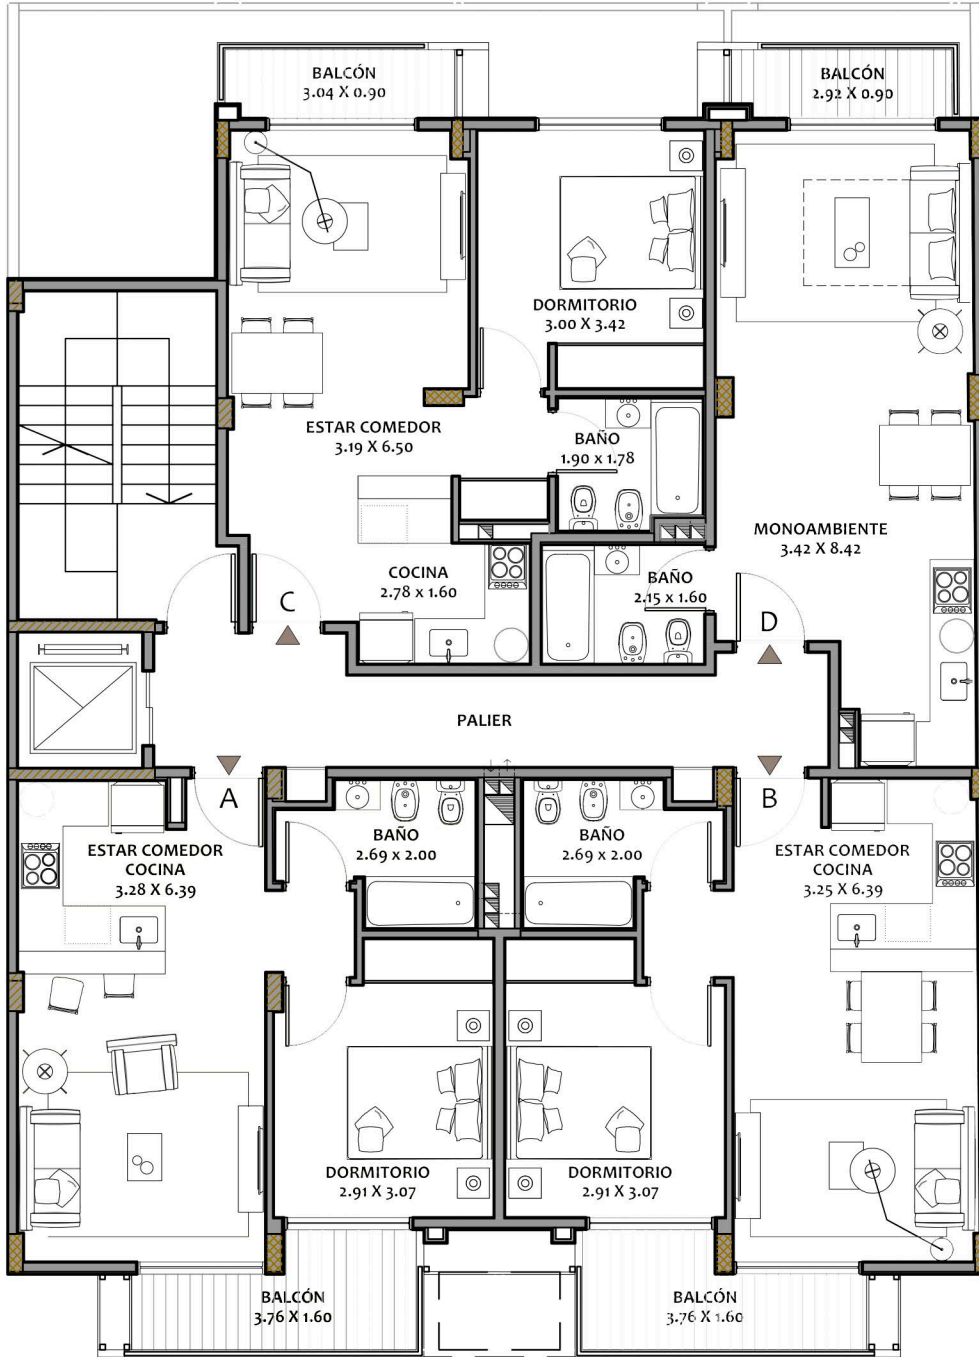 BALCÓN
3.04 X 0.90
BALCÓN
2.92 X 0.90
DORMITORIO
3.00 X 3.42
ESTAR COMEDOR
3.19 X 6.50
BAÑO
1.90 x 1.78
MONOAMBIENTE
3.42 X 8.42
COCINA
2.78 x 1.60
BAÑO
2.15 x 1.60
C
D
PALIER
A
B
ESTAR COMEDOR
COCINA
3.28 X 6.39
BAÑO
2.69 x 2.00
BAÑO
2.69 x 2.00
ESTAR COMEDOR
COCINA
3.25 X 6.39
DORMITORIO
2.91 X 3.07
DORMITORIO
2.91 X 3.07
BALCÓN
3.76 X 1.60
BALCÓN
3.76 X 1.60